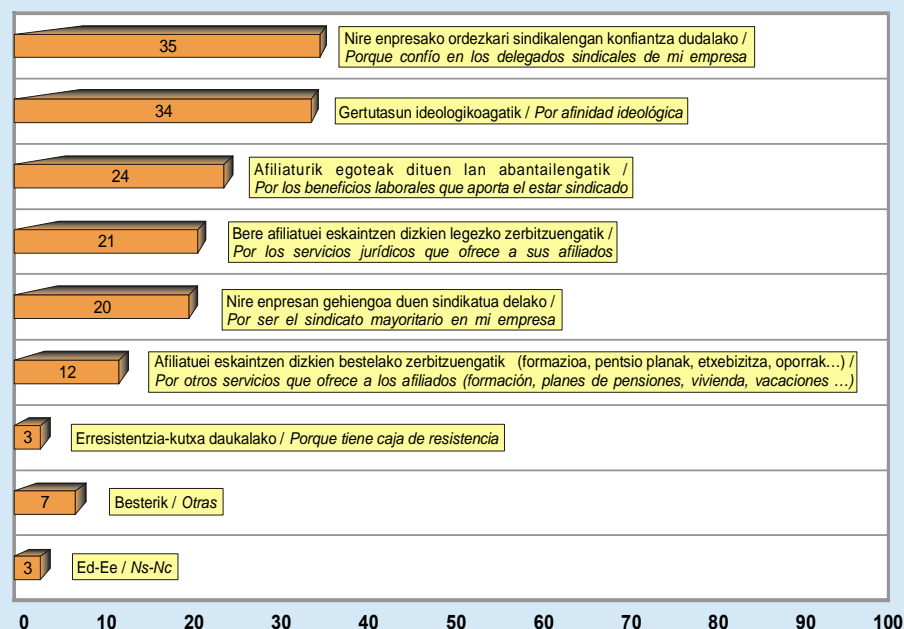 35
Nire enpresako ordezkari sindikalengan konfiantza dudalako /
Porque confío en los delegados sindicales de mi empresa
34
Gertutasun ideologikoagatik / Por afinidad ideológica
24
Afiliaturik egoteak dituen lan abantailengatik /
Por los beneficios laborales que aporta el estar sindicado
21
Bere afiliatuei eskaintzen dizkien legezko zerbitzuengatik /
Por los servicios jurídicos que ofrece a sus afiliados
20
Nire enpresan gehiengoa duen sindikatua delako /
Por ser el sindicato mayoritario en mi empresa
12
Afiliatuei eskaintzen dizkien bestelako zerbitzuengatik (formazioa, pentsio planak, etxebizitza, oporrak…) /
Por otros servicios que ofrece a los afiliados (formación, planes de pensiones, vivienda, vacaciones …)
3
Erresistentzia-kutxa daukalako / Porque tiene caja de resistencia
7
Besterik / Otras
3
Ed-Ee / Ns-Nc
0 10 20 30 40 50 60 70 80 90 100